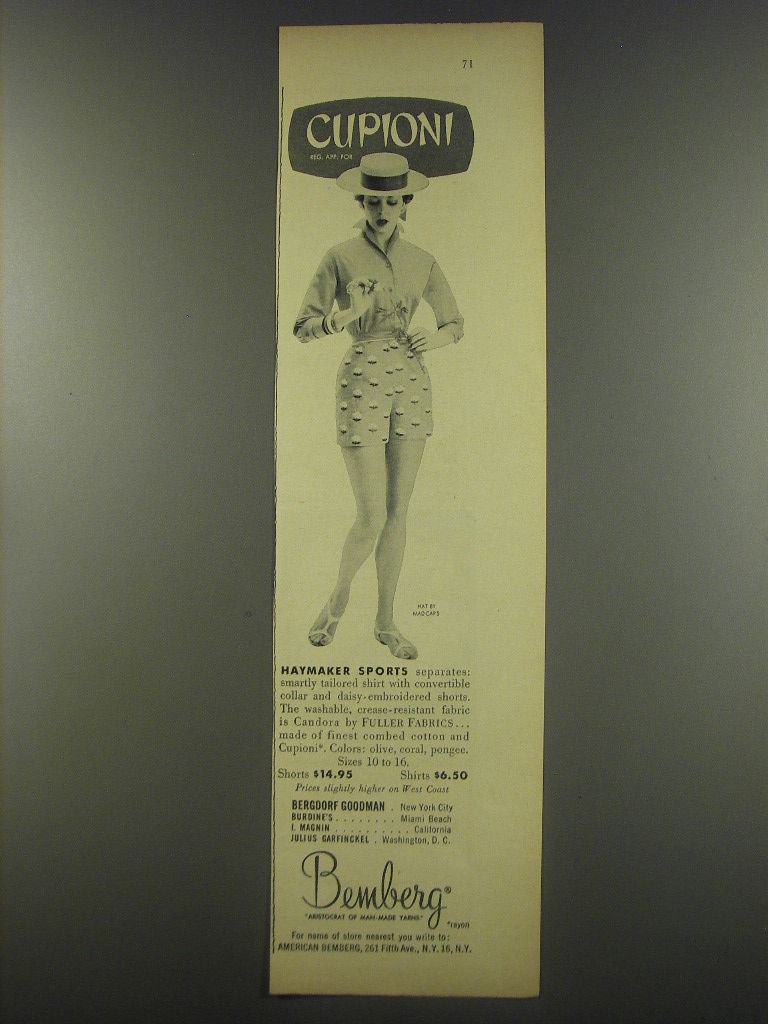 71
CUPIONI
REG. APP. FOR
HAT BY
MADCAPS
HAYMAKER SPORTS separates:
smartly tailored shirt with convertible
collar and daisy-embroidered shorts.
The washable, crease-resistant fabric
is Candora by FULLER FABRICS...
made of finest combed cotton and
Cupioni*. Colors: olive, coral, pongee.
Sizes 10 to 16.
Shorts $14.95 Shirts $6.50
Prices slightly higher on West Coast
BERGDORF GOODMAN . New York City
BURDINE'S . . . . . . . . Miami Beach
I. MAGNIN . . . . . . . . . . California
JULIUS GARFINCKEL . Washington, D. C.
Bemberg®
"ARISTOCRAT OF MAN-MADE YARNS"
*rayon
For name of store nearest you write to:
AMERICAN BEMBERG, 261 Fifth Ave., N.Y. 16, N.Y.